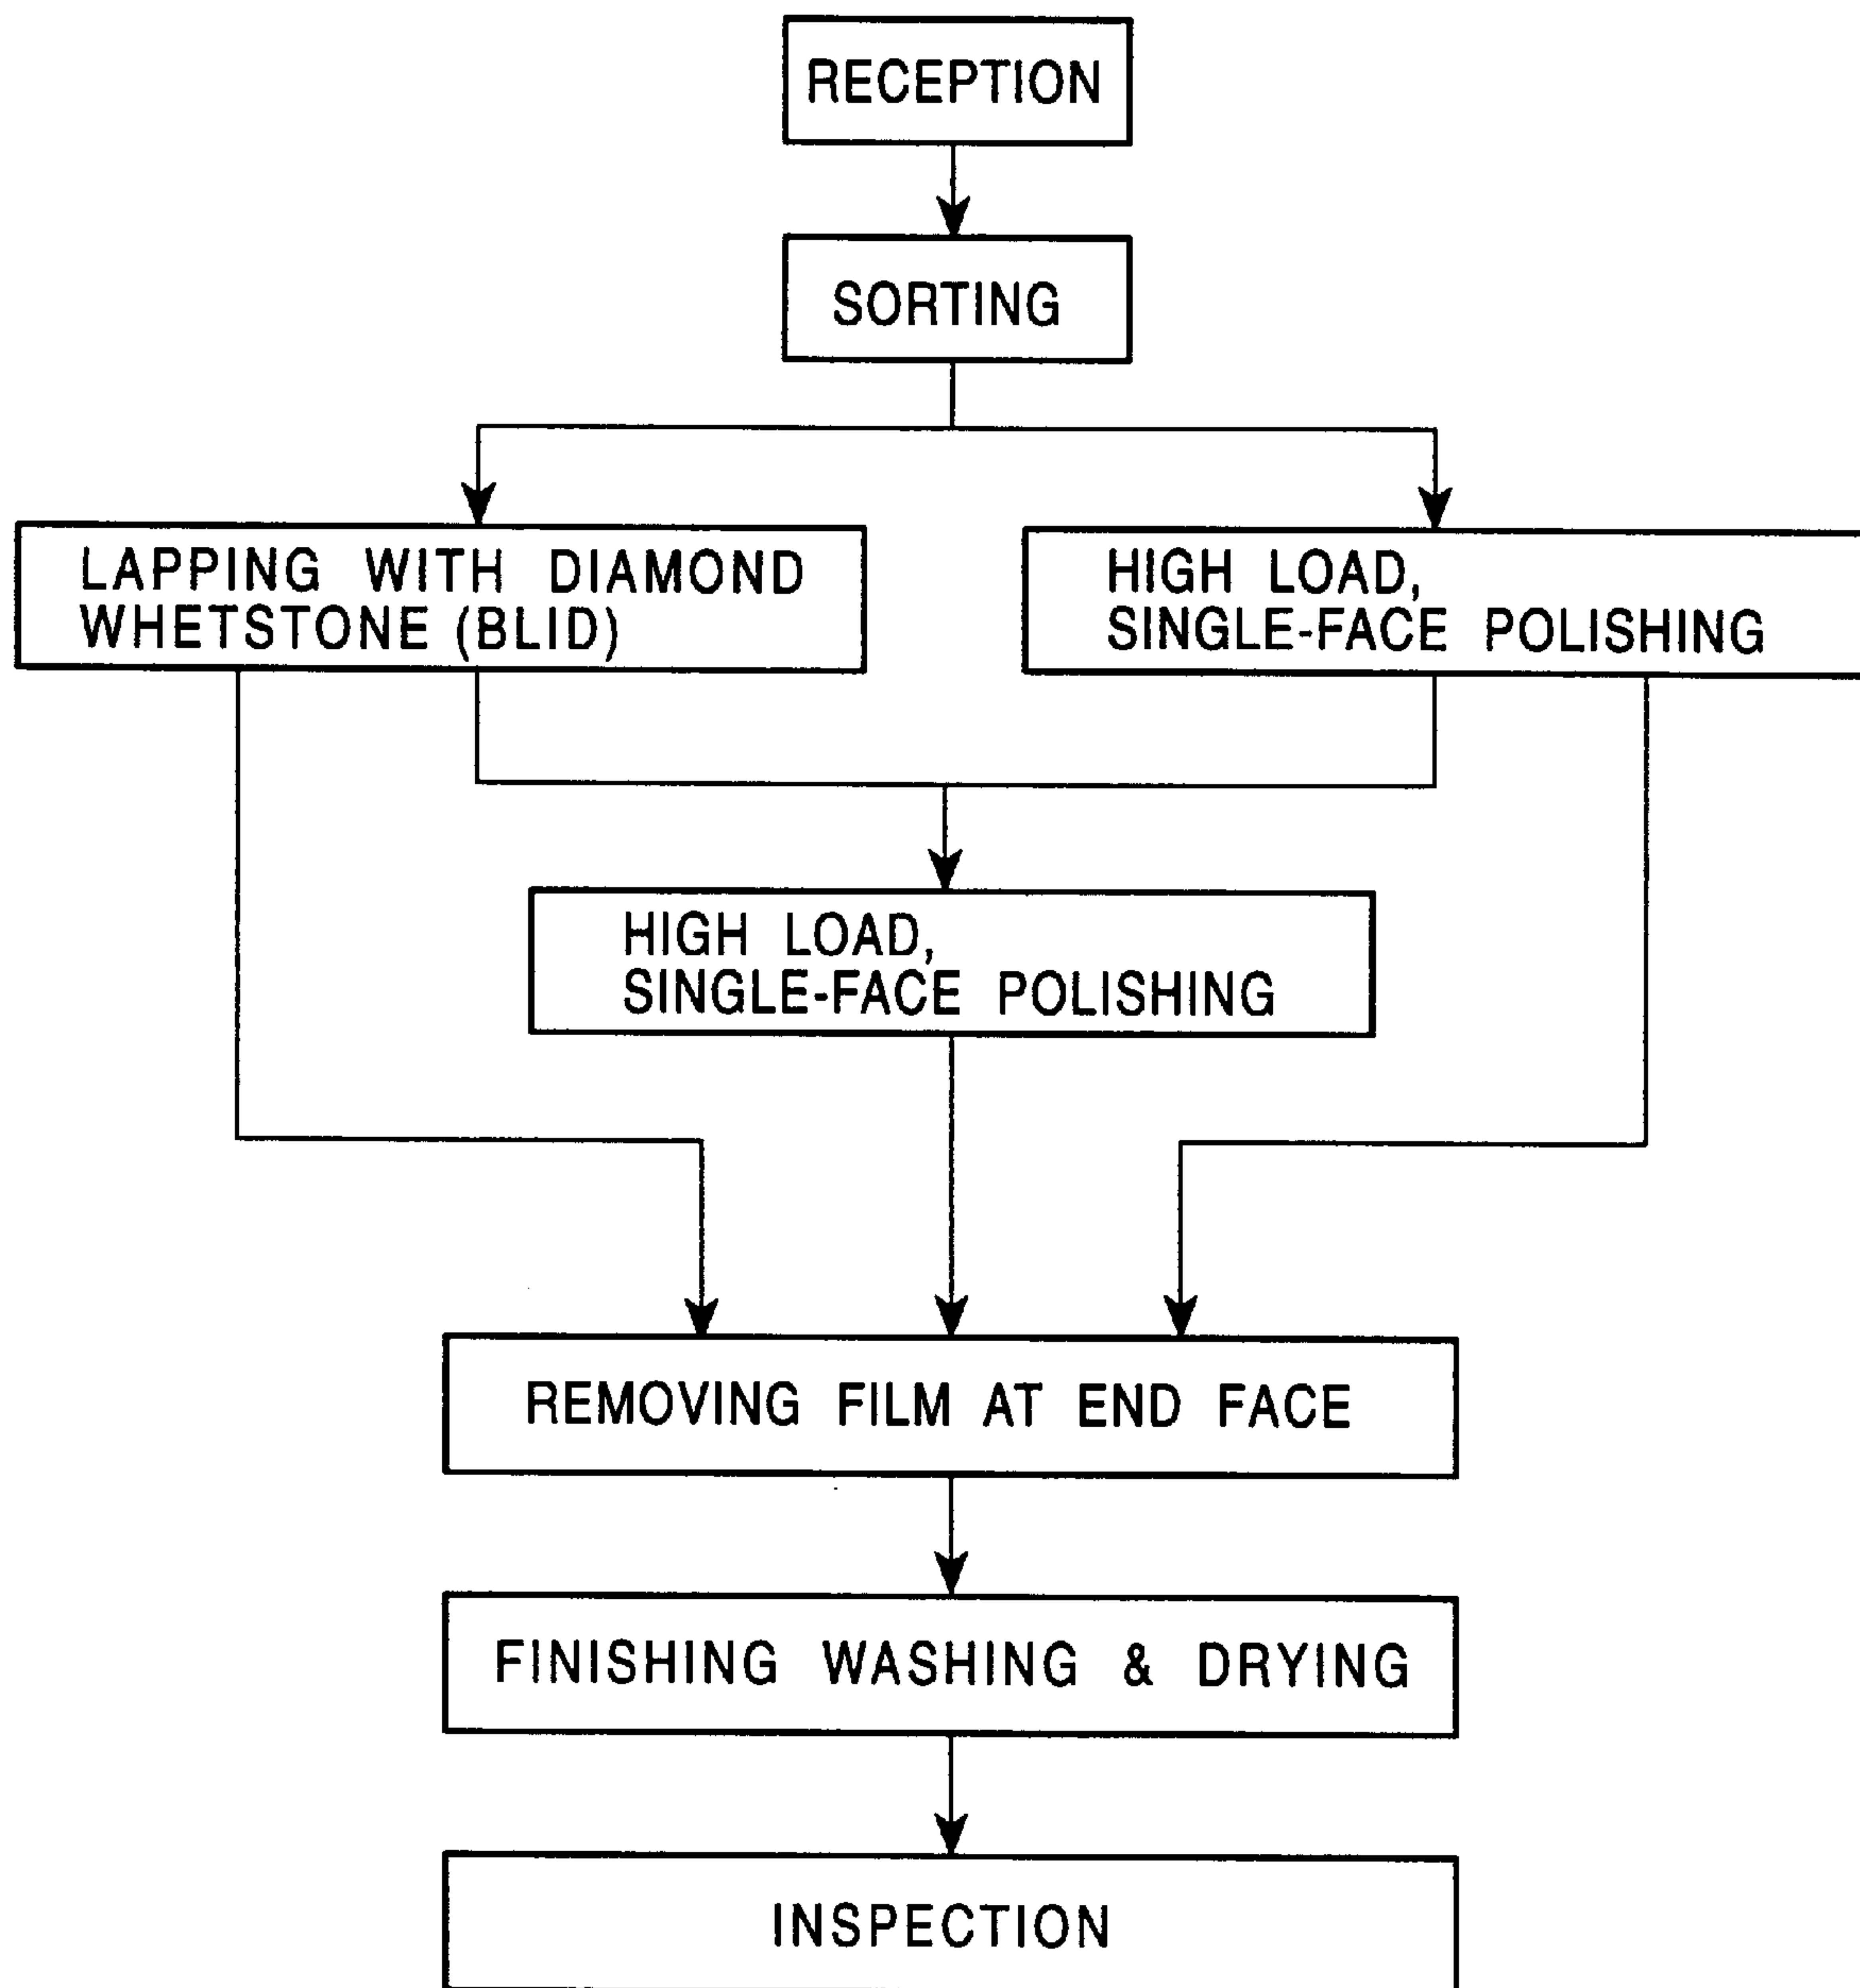 RECEPTION
SORTING
LAPPING WITH DIAMOND
WHETSTONE (BLID)
HIGH LOAD,
SINGLE-FACE POLISHING
HIGH LOAD,
SINGLE-FACE POLISHING
REMOVING FILM AT END FACE
FINISHING WASHING & DRYING
INSPECTION